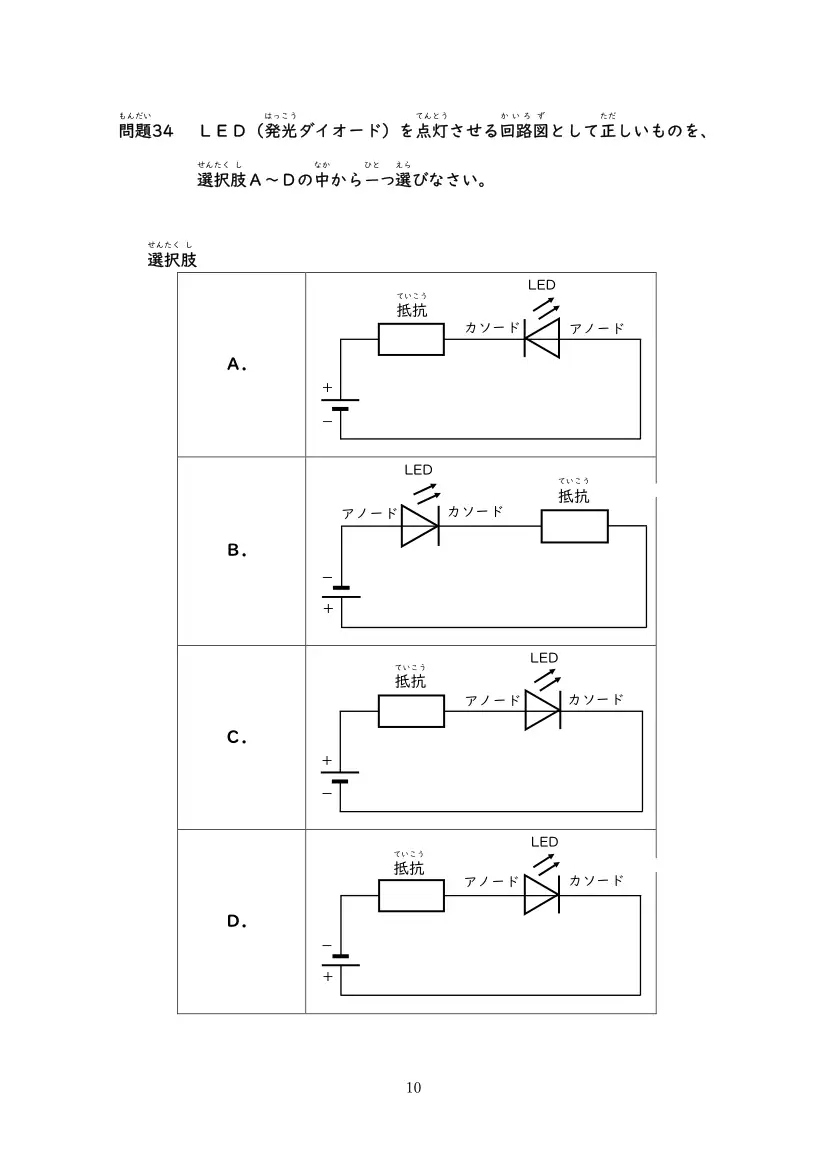 もんだい はっこう てんとう かいろず ただ
問題34 ＬＥＤ（発光ダイオード）を点灯させる回路図として正しいものを、
せんたくし なか ひと えら
選択肢Ａ～Ｄの中から一つ選びなさい。
せんたくし
選択肢
A．
LED
ていこう
抵抗
カソード アノード
＋
－
B．
LED
ていこう
抵抗
アノード カソード
－
＋
C．
LED
ていこう
抵抗
アノード カソード
＋
－
D．
LED
ていこう
抵抗
アノード カソード
－
＋
10